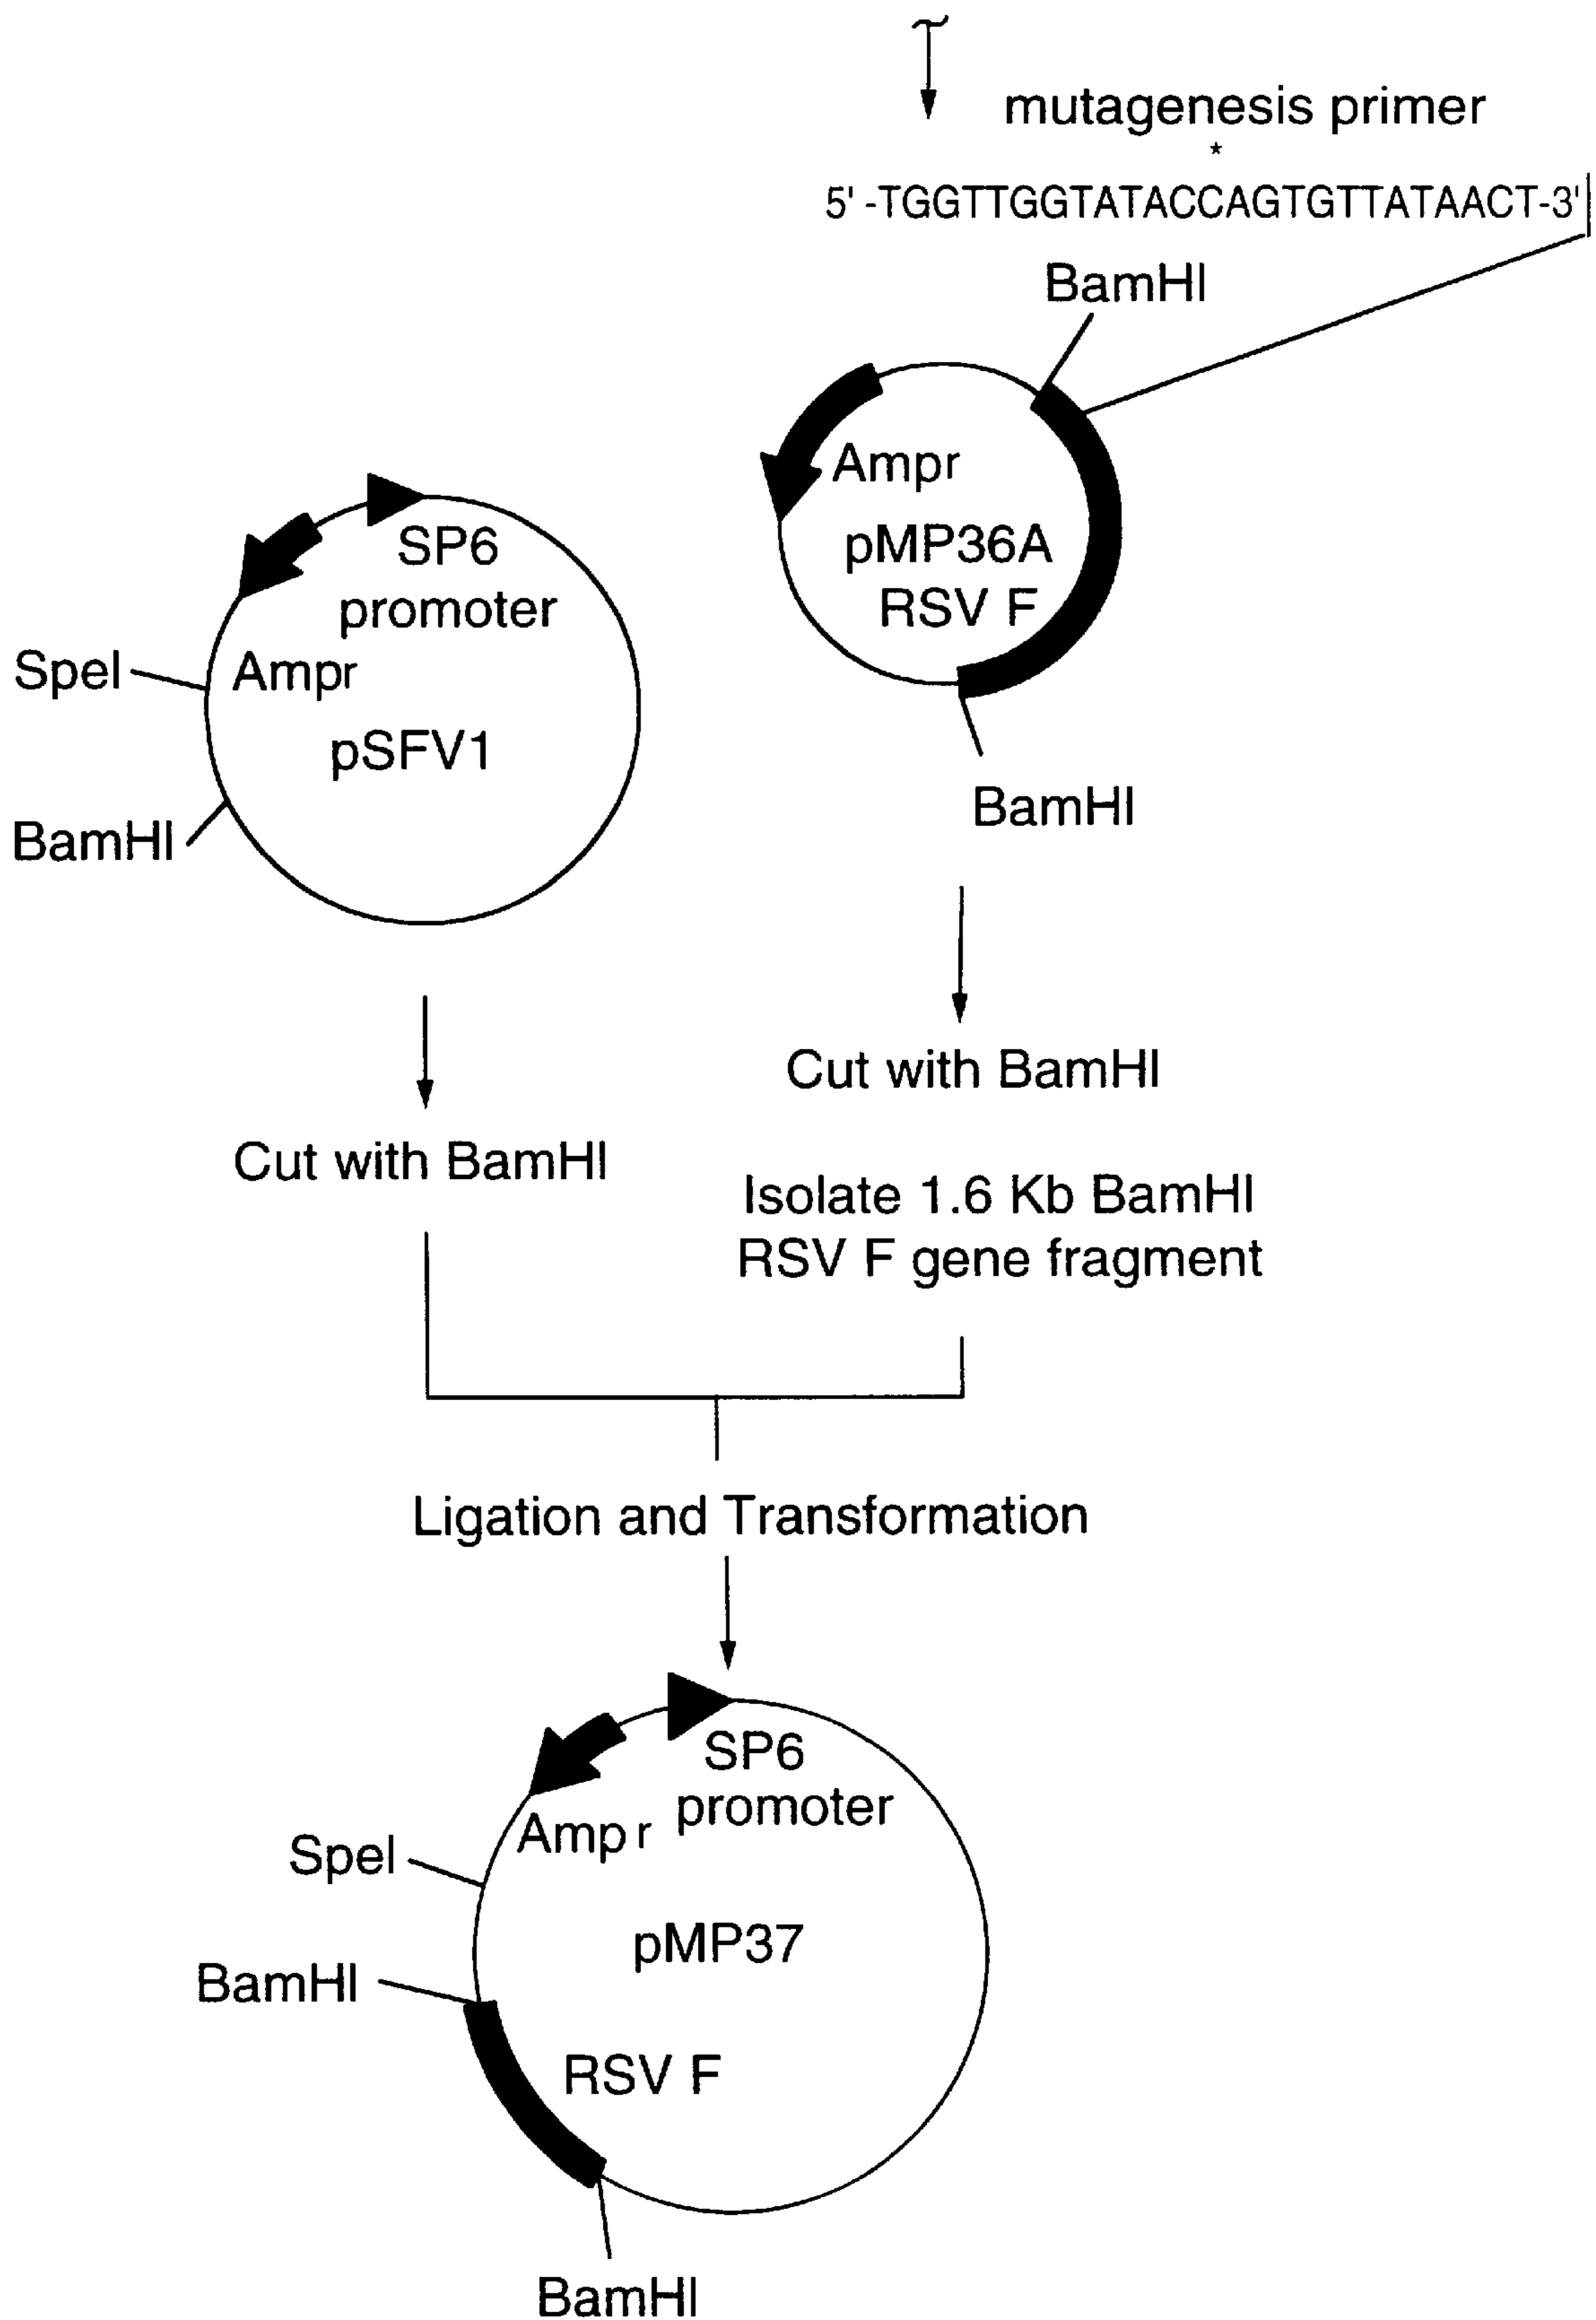 mutagenesis primer
*
5' -TGGTTGGTATACCAGTGTTATAACT-3'
BamHI
Ampr
pMP36A
RSV F
BamHI
SP6
promoter
SpeI
Ampr
pSFV1
BamHI
Cut with BamHI
Isolate 1.6 Kb BamHI
RSV F gene fragment
Cut with BamHI
Ligation and Transformation
SP6
promoter
Amp r
SpeI
pMP37
BamHI
RSV F
BamHI